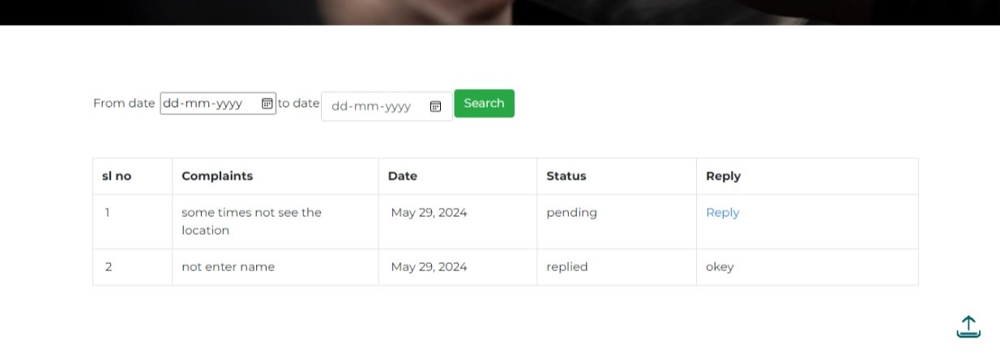 From date dd-mm-yyyy to date dd-mm-yyyy Search
sl no Complaints Date Status Reply
1 some times not see the May 29, 2024 pending Reply
location
2 not enter name May 29, 2024 replied okey